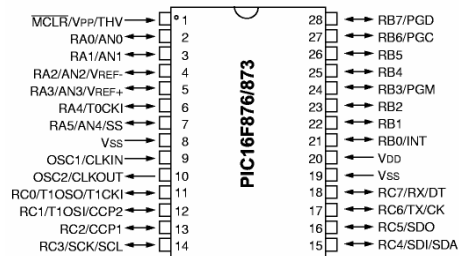 MCLR/VPP/THV 1 28 RB7/PGD
RA0/AN0 2 27 RB6/PGC
RA1/AN1 3 26 RB5
RA2/AN2/VREF- 4 25 RB4
RA3/AN3/VREF+ 5 24 RB3/PGM
RA4/T0CKI 6 23 RB2
RA5/AN4/SS 7 22 RB1
VSS 8 21 RB0/INT
OSC1/CLKIN 9 20 VDD
OSC2/CLKOUT 10 19 VSS
RC0/T1OSO/T1CKI 11 18 RC7/RX/DT
RC1/T1OSI/CCP2 12 17 RC6/TX/CK
RC2/CCP1 13 16 RC5/SDO
RC3/SCK/SCL 14 15 RC4/SDI/SDA
PIC16F876/873